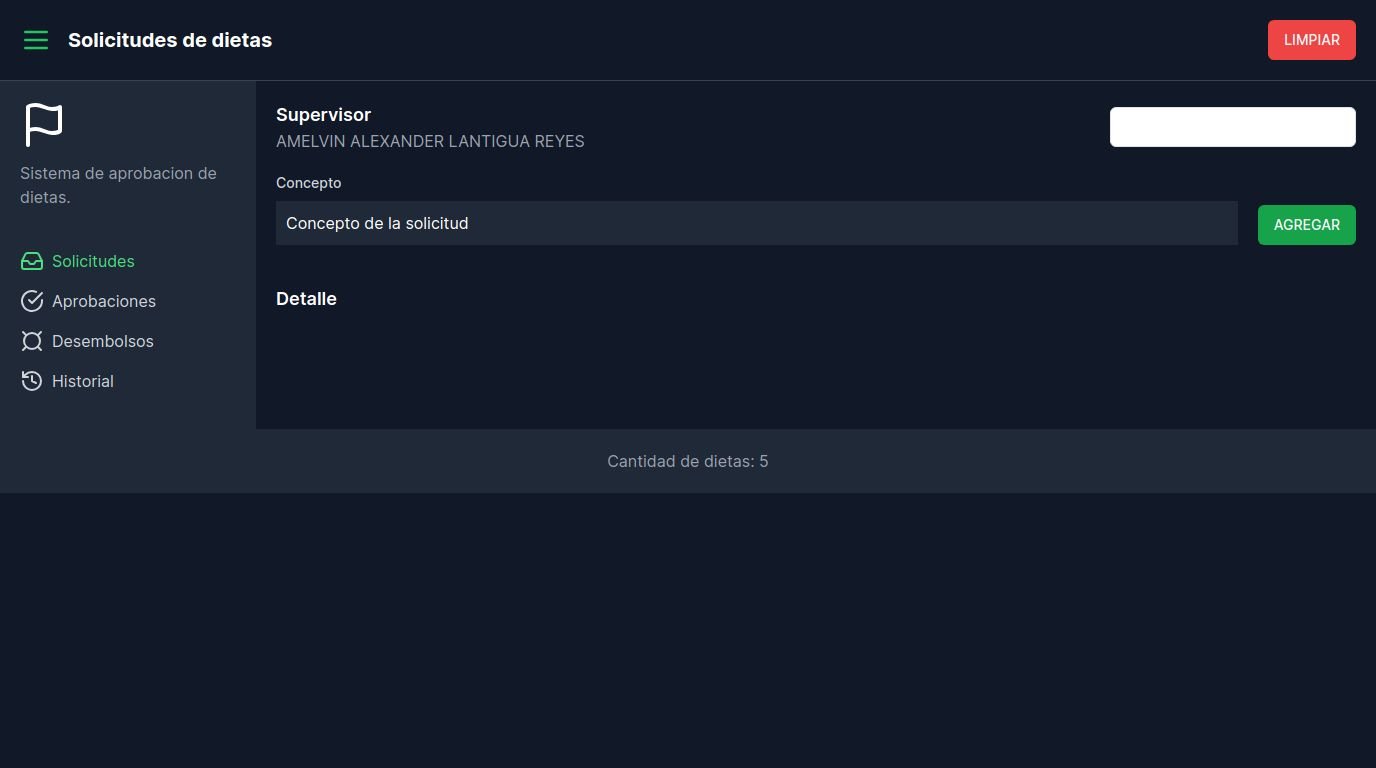 Solicitudes de dietas
LIMPIAR
Sistema de aprobacion de
dietas.
Solicitudes
Aprobaciones
Desembolsos
Historial
Supervisor
AMELVIN ALEXANDER LANTIGUA REYES
Concepto
Concepto de la solicitud
AGREGAR
Detalle
Cantidad de dietas: 5